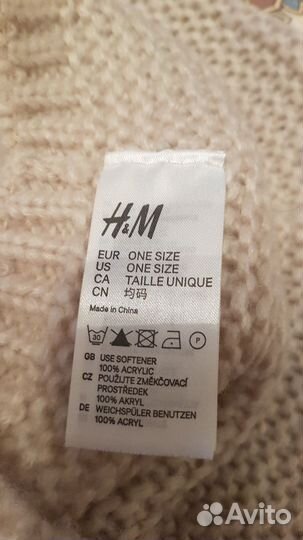 H&M
EUR ONE SIZE
US ONE SIZE
CA TAILLE UNIQUE
CN 均码
Made in China
30 P
GB USE SOFTENER
100% ACRYLIC
CZ POUŽIJTE ZMĚKČOVACÍ
PROSTŘEDEK
100% AKRYL
DE WEICHSPÜLER BENUTZEN
100% ACRYL
Avito